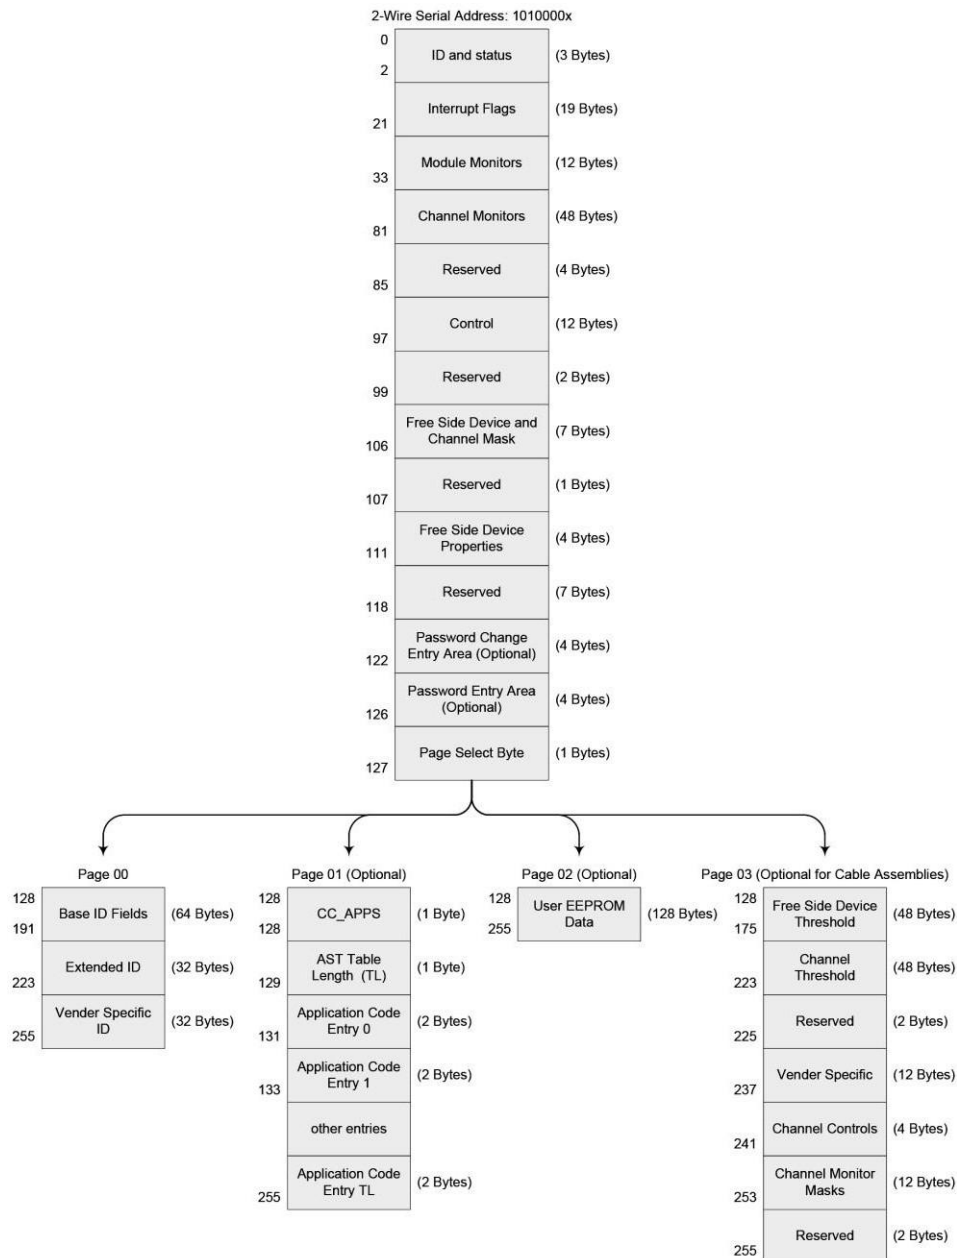 2-Wire Serial Address: 1010000x
0
ID and status
(3 Bytes)
2
Interrupt Flags
(19 Bytes)
21
Module Monitors
(12 Bytes)
33
Channel Monitors
(48 Bytes)
81
Reserved
(4 Bytes)
85
Control
(12 Bytes)
97
Reserved
(2 Bytes)
99
Free Side Device and
Channel Mask
(7 Bytes)
106
Reserved
(1 Bytes)
107
Free Side Device
Properties
(4 Bytes)
111
Reserved
(7 Bytes)
118
Password Change
Entry Area (Optional)
(4 Bytes)
122
Password Entry Area
(Optional)
(4 Bytes)
126
Page Select Byte
(1 Bytes)
127
Page 00
128
Base ID Fields
(64 Bytes)
191
Extended ID
(32 Bytes)
223
Vender Specific
ID
(32 Bytes)
255
Page 01 (Optional)
128
CC_APPS
(1 Byte)
128
AST Table
Length (TL)
(1 Byte)
129
Application Code
Entry 0
(2 Bytes)
131
Application Code
Entry 1
(2 Bytes)
133
other entries
Application Code
Entry TL
(2 Bytes)
255
Page 02 (Optional)
128
User EEPROM
Data
(128 Bytes)
255
Page 03 (Optional for Cable Assemblies)
128
Free Side Device
Threshold
(48 Bytes)
175
Channel
Threshold
(48 Bytes)
223
Reserved
(2 Bytes)
225
Vender Specific
(12 Bytes)
237
Channel Controls
(4 Bytes)
241
Channel Monitor
Masks
(12 Bytes)
253
Reserved
(2 Bytes)
255